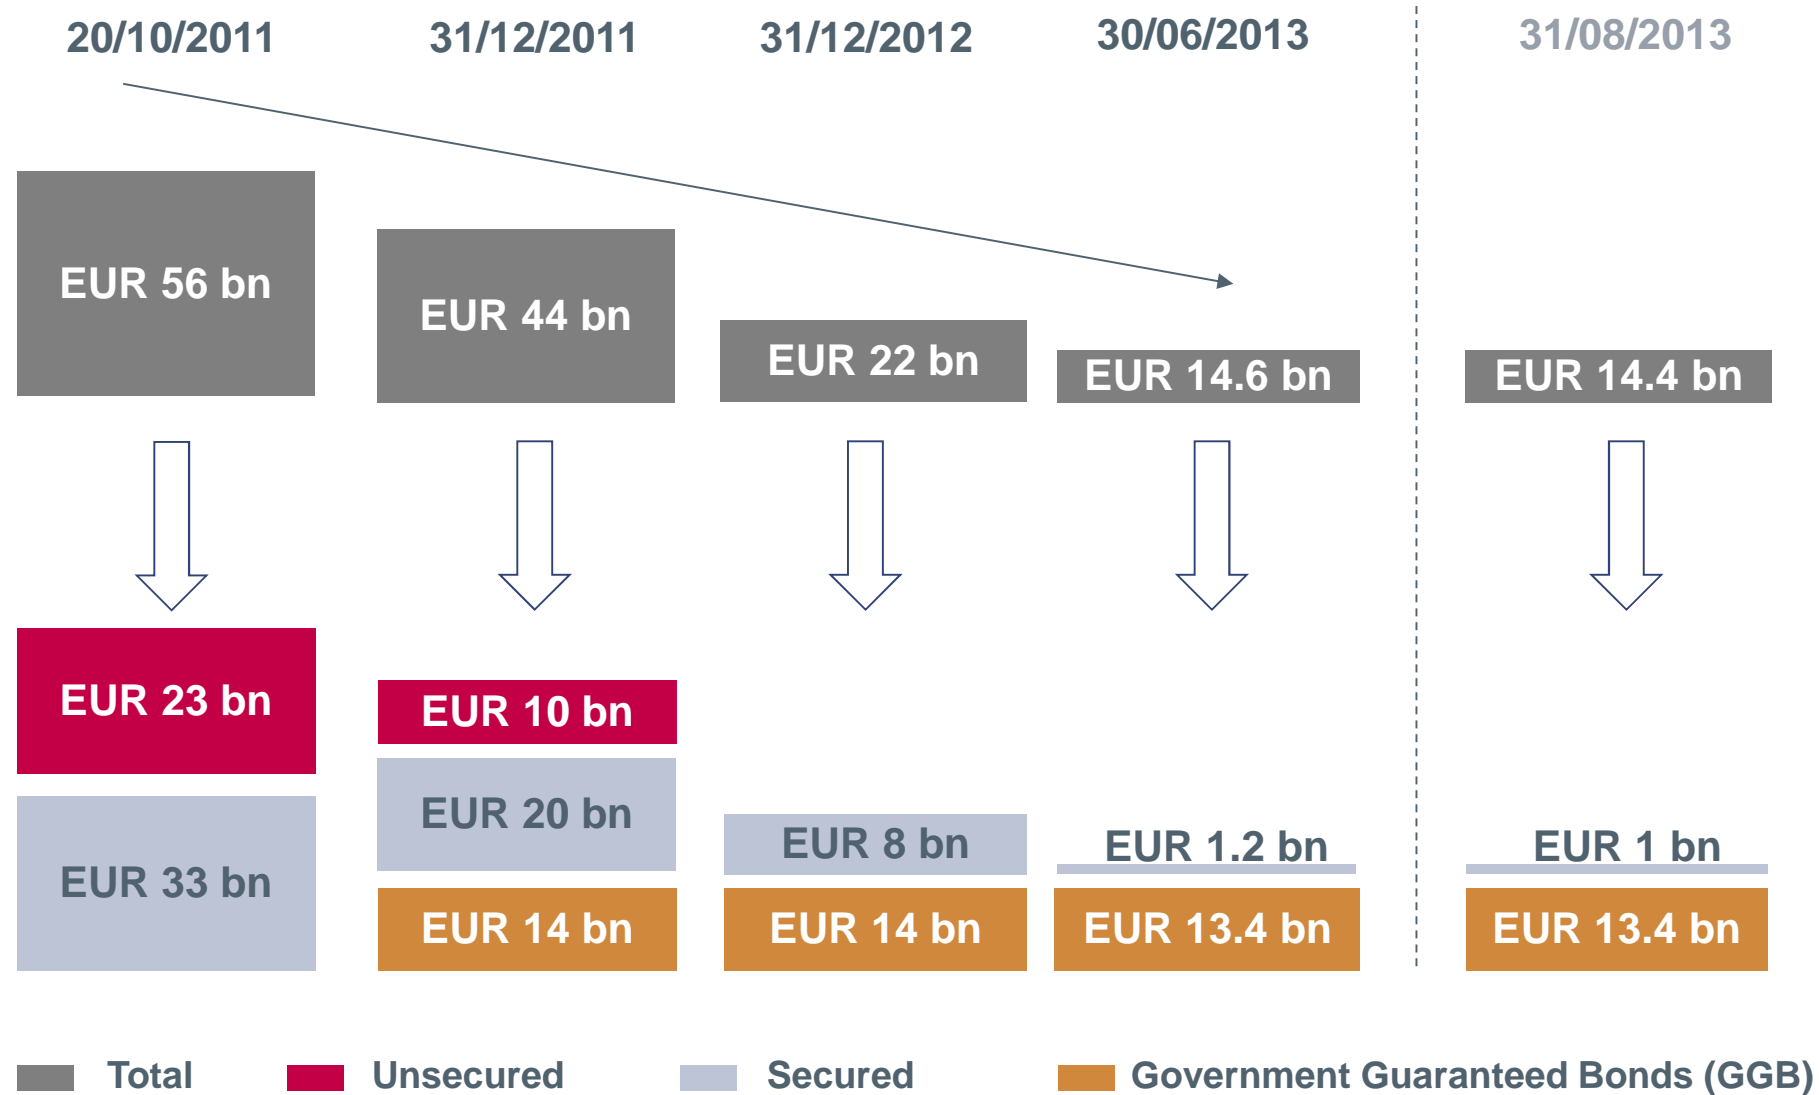 20/10/2011 31/12/2011 31/12/2012 30/06/2013 31/08/2013
EUR 56 bn EUR 44 bn EUR 22 bn EUR 14.6 bn EUR 14.4 bn
EUR 23 bn EUR 10 bn
EUR 33 bn EUR 20 bn EUR 8 bn EUR 1.2 bn EUR 1 bn
EUR 14 bn EUR 14 bn EUR 13.4 bn EUR 13.4 bn
Total Unsecured Secured Government Guaranteed Bonds (GGB)